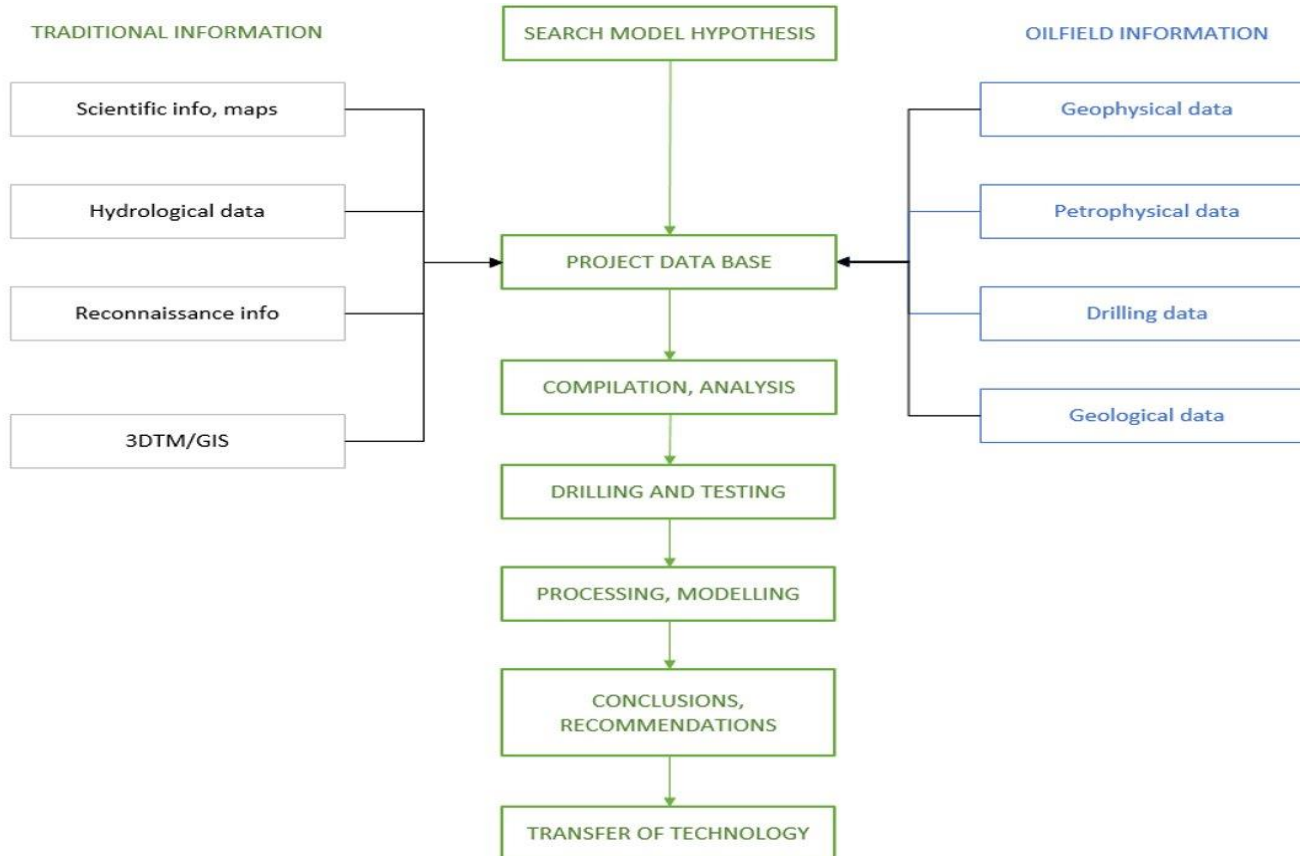 TRADITIONAL INFORMATION
SEARCH MODEL HYPOTHESIS
OILFIELD INFORMATION
Scientific info, maps
Geophysical data
Hydrological data
Petrophysical data
PROJECT DATA BASE
Reconnaissance info
Drilling data
COMPILATION, ANALYSIS
3DTM/GIS
Geological data
DRILLING AND TESTING
PROCESSING, MODELLING
CONCLUSIONS,
RECOMMENDATIONS
TRANSFER OF TECHNOLOGY